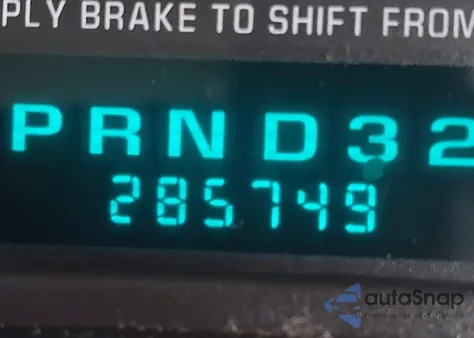 PLY BRAKE TO SHIFT FROM
PRND32
285749
autoSnap